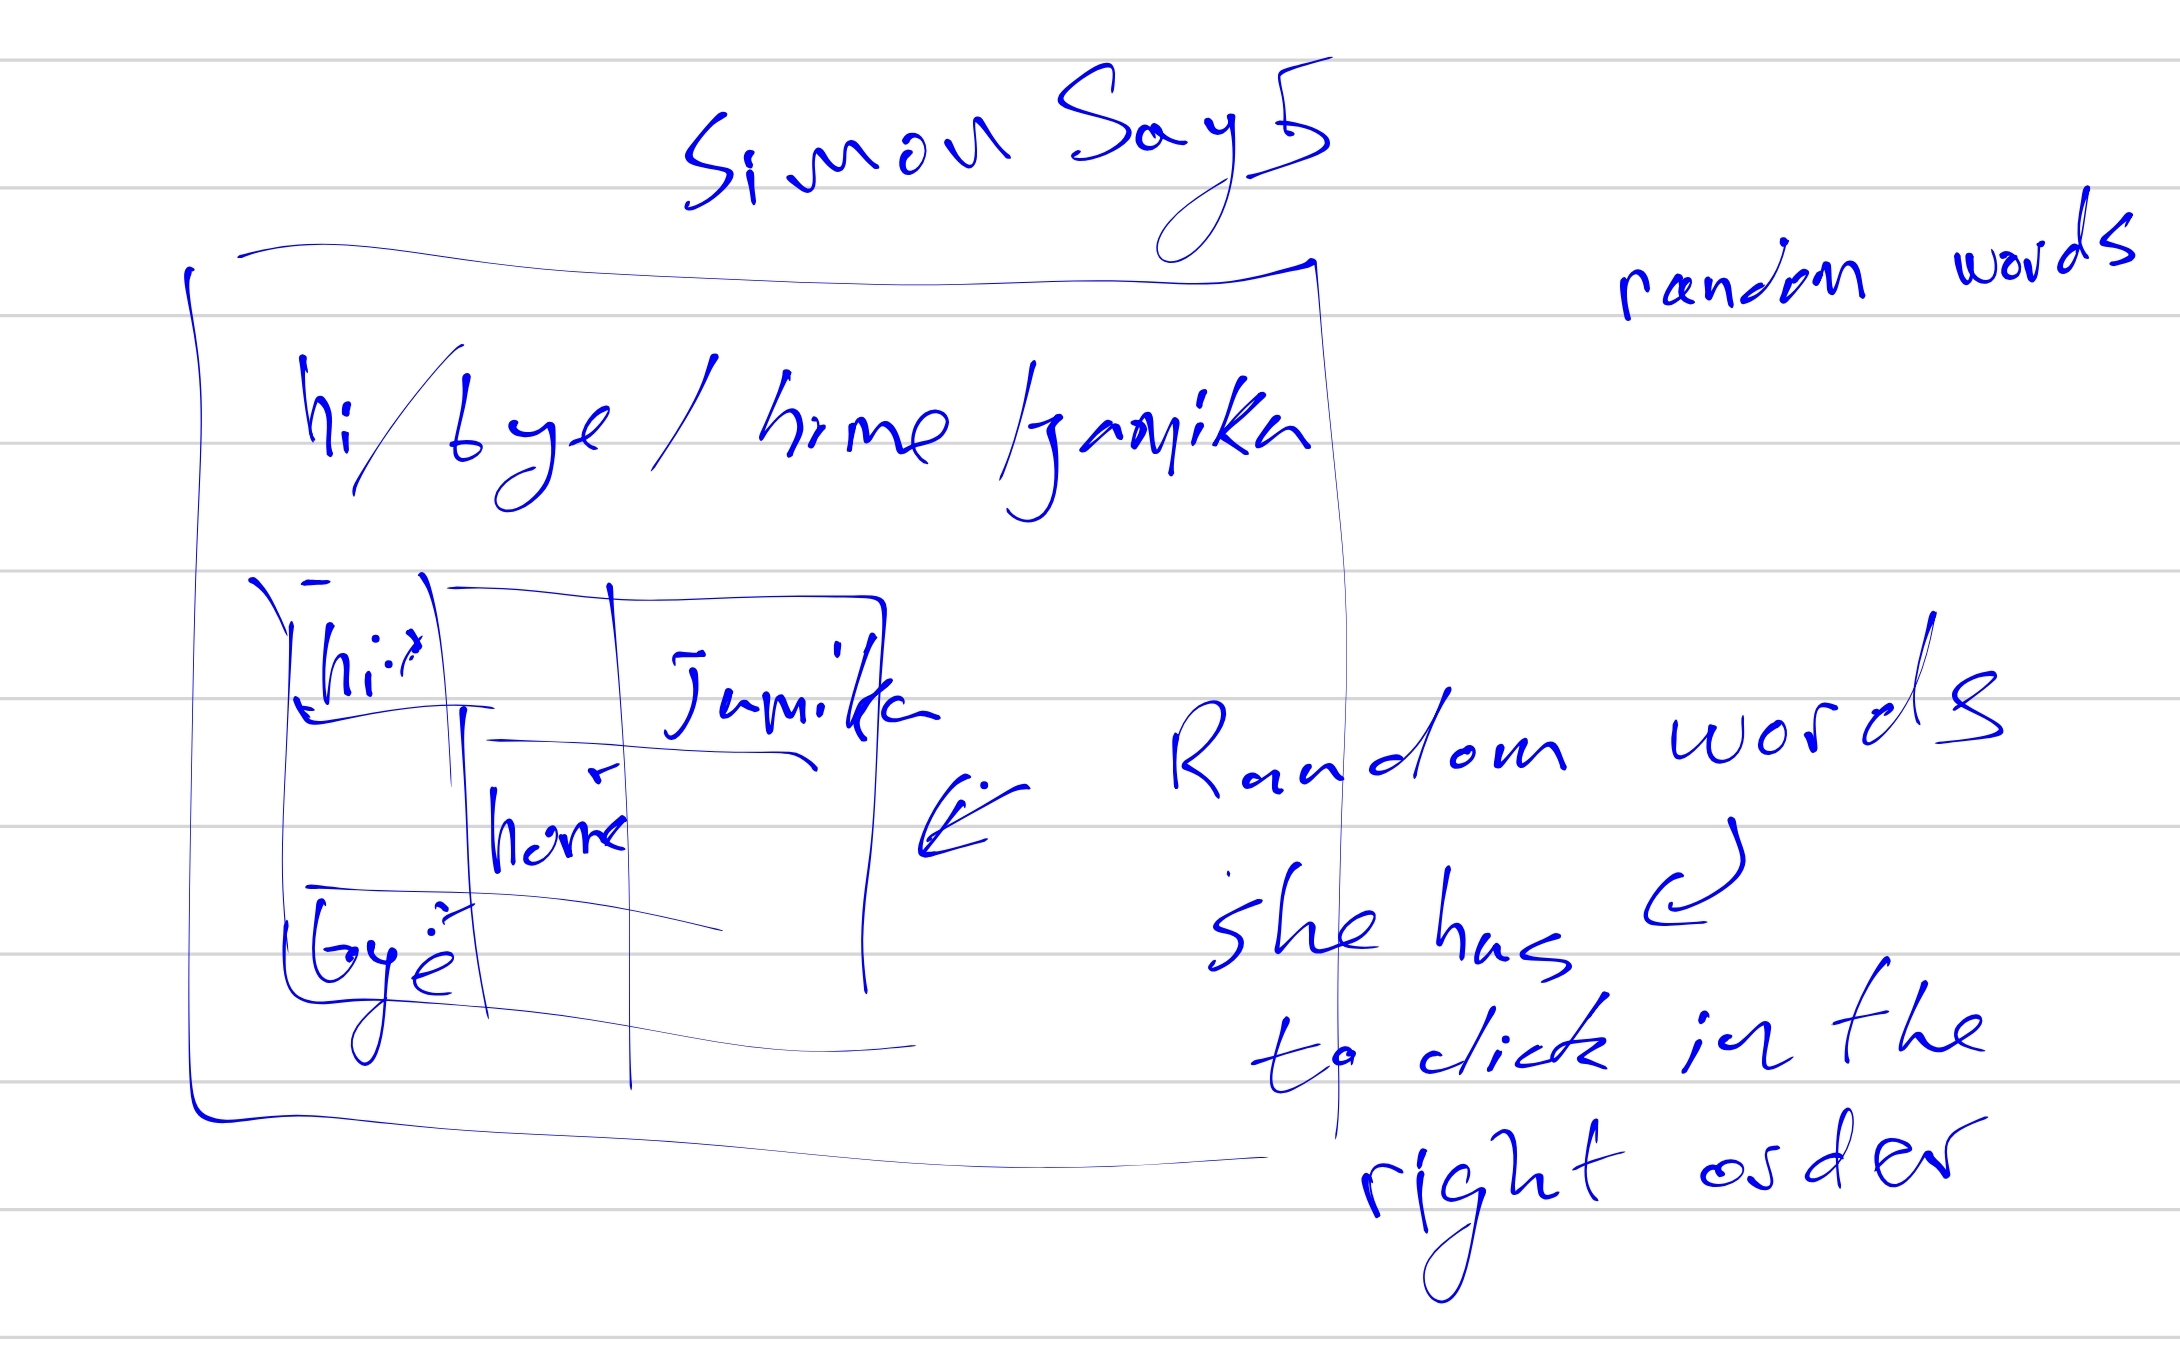 Simon Says
random words
hi/bye/home/jamika
hi Jamika
home
bye
Random words
she has
to click in the
right order